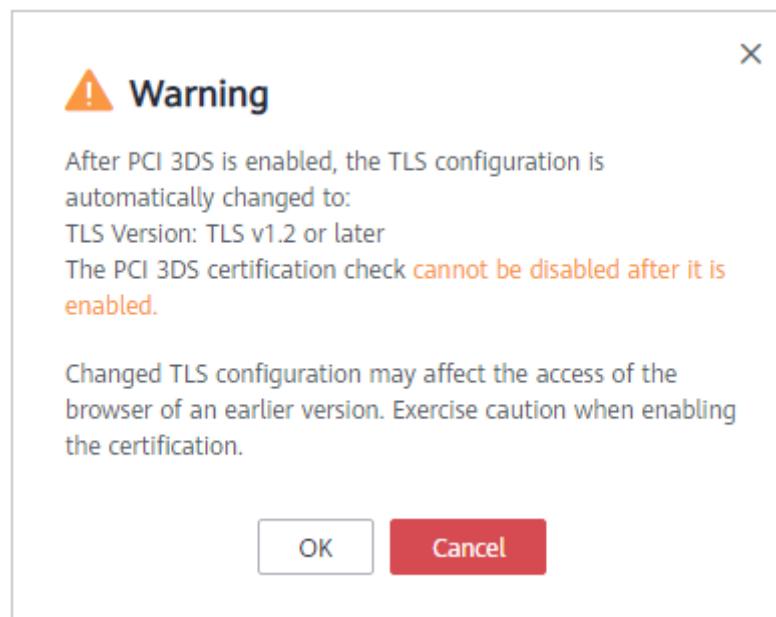 Warning
After PCI 3DS is enabled, the TLS configuration is
automatically changed to:
TLS Version: TLS v1.2 or later
The PCI 3DS certification check cannot be disabled after it is
enabled.
Changed TLS configuration may affect the access of the
browser of an earlier version. Exercise caution when enabling
the certification.
OK
Cancel